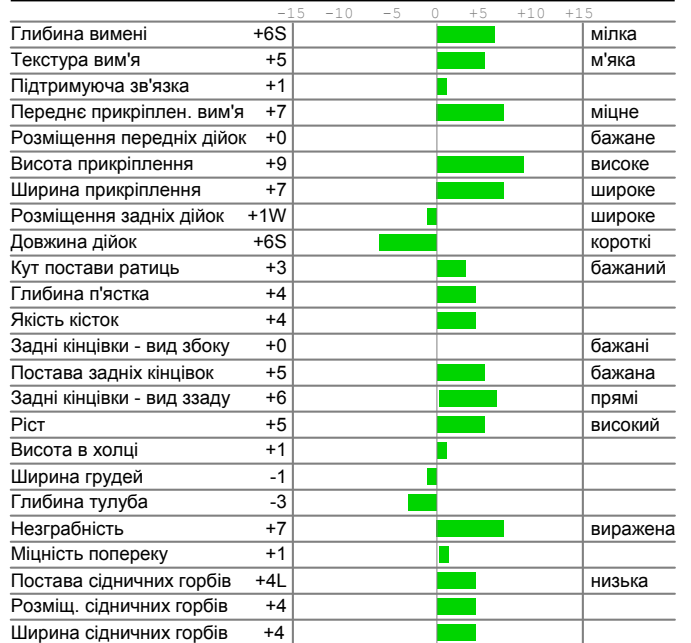 -15 -10 -5 0 +5 +10 +15
Глибина вимені +6S мілка
Текстура вим'я +5 м'яка
Підтримуюча зв'язка +1
Переднє прикріплен. вим'я +7 міцне
Розміщення передніх дійок +0 бажане
Висота прикріплення +9 високе
Ширина прикріплення +7 широке
Розміщення задніх дійок +1W широке
Довжина дійок +6S короткі
Кут постави ратиць +3 бажаний
Глибина п'ястка +4
Якість кісток +4
Задні кінцівки - вид збоку +0 бажані
Постава задніх кінцівок +5 бажана
Задні кінцівки - вид ззаду +6 прямі
Ріст +5 високий
Висота в холці +1
Ширина грудей -1
Глибина тулуба -3
Незграбність +7 виражена
Міцність попереку +1
Постава сідничних горбів +4L низька
Розміщ. сідничних горбів +4
Ширина сідничних горбів +4